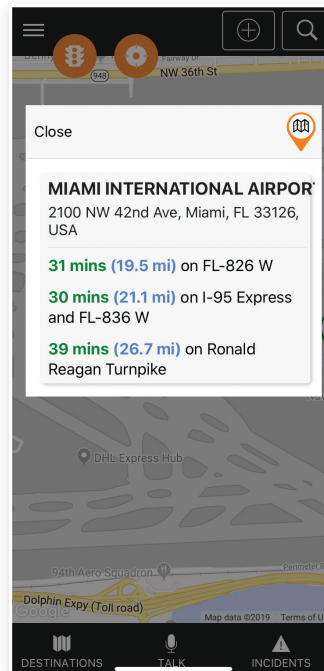 Fairway Dr
948
NW 36th St
Close
MIAMI INTERNATIONAL AIRPOR
2100 NW 42nd Ave, Miami, FL 33126,
USA
31 mins (19.5 mi) on FL-826 W
30 mins (21.1 mi) on I-95 Express
and FL-836 W
39 mins (26.7 mi) on Ronald
Reagan Turnpike
DHL Express Hub
94th Aero Squadron
Perimeter R
Dolphin Expy (Toll road)
Google
Map data ©2019 Terms of U
DESTINATIONS
TALK
INCIDENTS